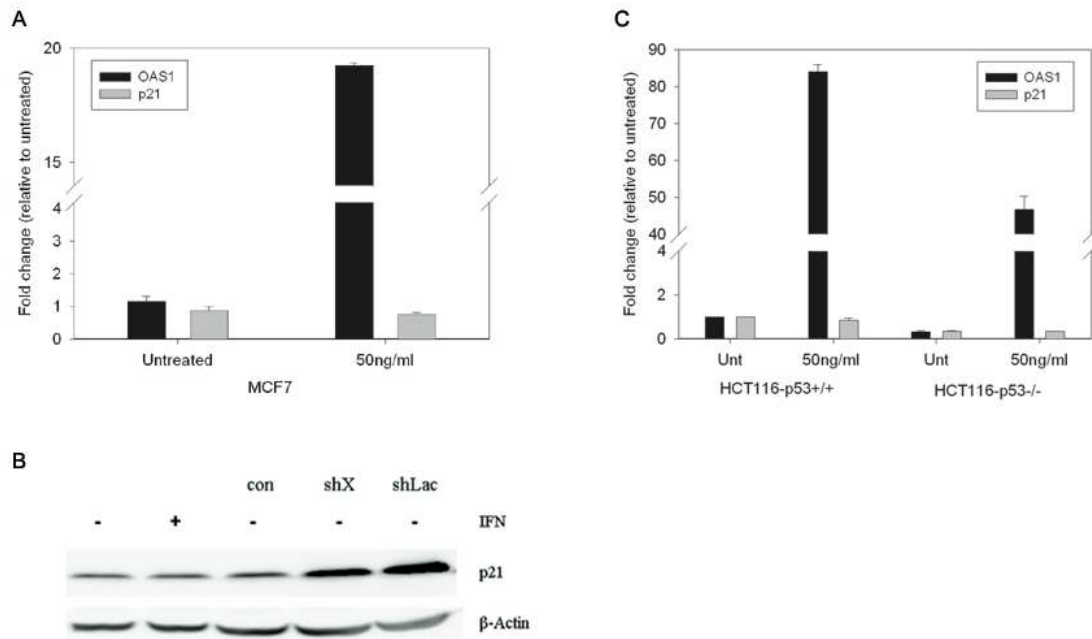 A
Fold change (relative to untreated)
20
15
4
3
2
1
0
OAS1
p21
Untreated
50ng/ml
MCF7
C
Fold change (relative to untreated)
90
80
70
60
50
40
4
2
0
OAS1
p21
Unt
50ng/ml
Unt
50ng/ml
HCT116-p53+/+
HCT116-p53-/-
B
con shX shLac
- + - - - IFN
p21
β-Actin